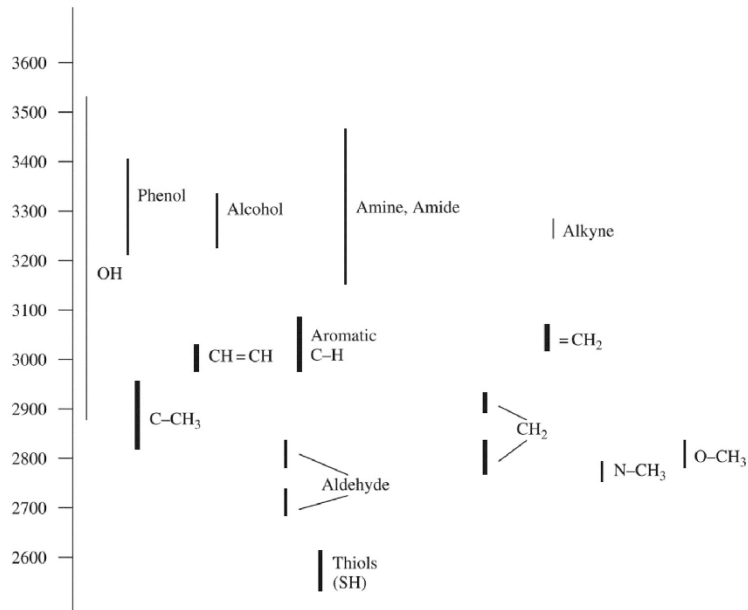 3600
3500
3400
Phenol
3300
Alcohol
Amine, Amide
Alkyne
3200
OH
3100
Aromatic
C–H
=CH₂
3000
CH=CH
2900
C–CH₃
CH₂
2800
Aldehyde
N–CH₃
O–CH₃
2700
2600
Thiols
(SH)